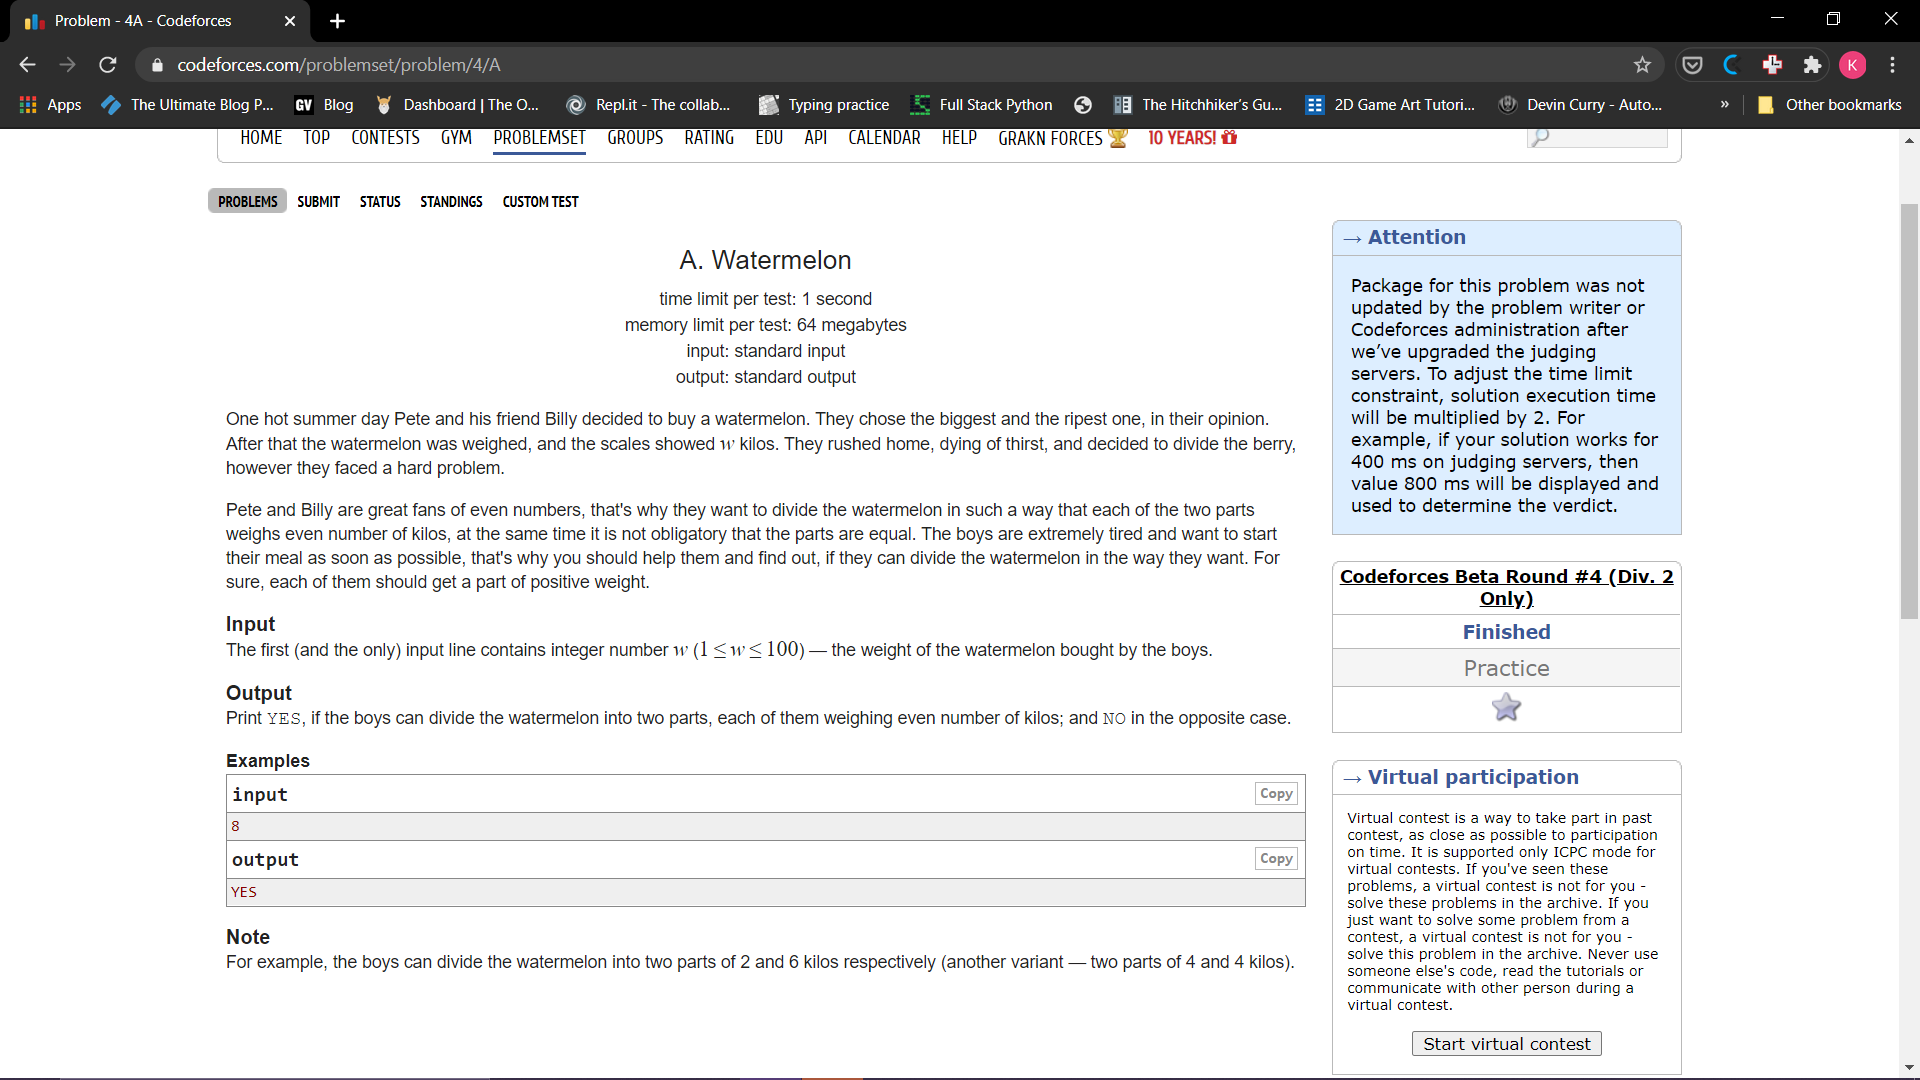 Problem - 4A - Codeforces
codeforces.com/problemset/problem/4/A
K
Apps The Ultimate Blog P... GV Blog Dashboard | The O... Repl.it - The collab... Typing practice Full Stack Python The Hitchhiker's Gu... 2D Game Art Tutori... Devin Curry - Auto... » Other bookmarks
HOME TOP CONTESTS GYM PROBLEMSET GROUPS RATING EDU API CALENDAR HELP GRAKN FORCES 10 YEARS!
PROBLEMS SUBMIT STATUS STANDINGS CUSTOM TEST
A. Watermelon
time limit per test: 1 second
memory limit per test: 64 megabytes
input: standard input
output: standard output
One hot summer day Pete and his friend Billy decided to buy a watermelon. They chose the biggest and the ripest one, in their opinion.
After that the watermelon was weighed, and the scales showed w kilos. They rushed home, dying of thirst, and decided to divide the berry,
however they faced a hard problem.
Pete and Billy are great fans of even numbers, that's why they want to divide the watermelon in such a way that each of the two parts
weighs even number of kilos, at the same time it is not obligatory that the parts are equal. The boys are extremely tired and want to start
their meal as soon as possible, that's why you should help them and find out, if they can divide the watermelon in the way they want. For
sure, each of them should get a part of positive weight.
Input
The first (and the only) input line contains integer number w (1 ≤ w ≤ 100) — the weight of the watermelon bought by the boys.
Output
Print YES, if the boys can divide the watermelon into two parts, each of them weighing even number of kilos; and NO in the opposite case.
Examples
input Copy
8
output Copy
YES
Note
For example, the boys can divide the watermelon into two parts of 2 and 6 kilos respectively (another variant — two parts of 4 and 4 kilos).
→ Attention
Package for this problem was not
updated by the problem writer or
Codeforces administration after
we've upgraded the judging
servers. To adjust the time limit
constraint, solution execution time
will be multiplied by 2. For
example, if your solution works for
400 ms on judging servers, then
value 800 ms will be displayed and
used to determine the verdict.
Codeforces Beta Round #4 (Div. 2
Only)
Finished
Practice
→ Virtual participation
Virtual contest is a way to take part in past
contest, as close as possible to participation
on time. It is supported only ICPC mode for
virtual contests. If you've seen these
problems, a virtual contest is not for you -
solve these problems in the archive. If you
just want to solve some problem from a
contest, a virtual contest is not for you -
solve this problem in the archive. Never use
someone else's code, read the tutorials or
communicate with other person during a
virtual contest.
Start virtual contest